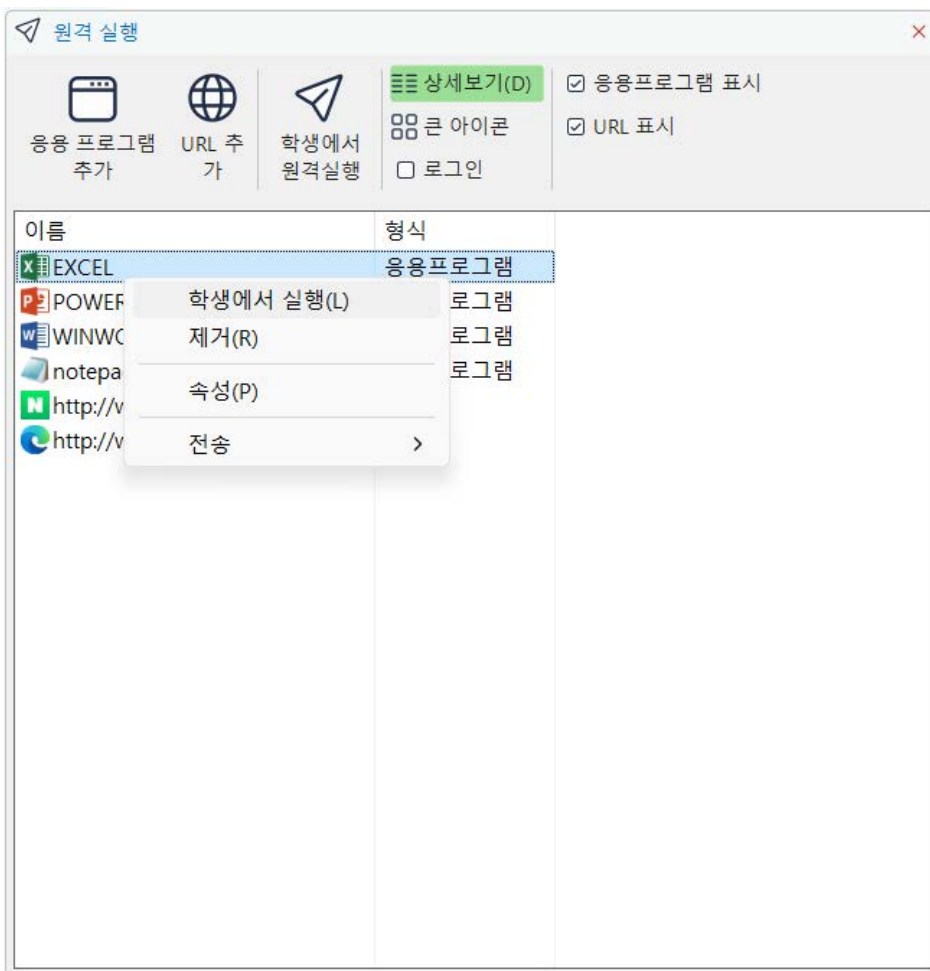 원격 실행
응용 프로그램
추가
URL 추
가
학생에서
원격실행
상세보기(D)
큰 아이콘
로그인
응용프로그램 표시
URL 표시
이름 형식
EXCEL 응용프로그램
학생에서 실행(L)
제거(R)
속성(P)
전송